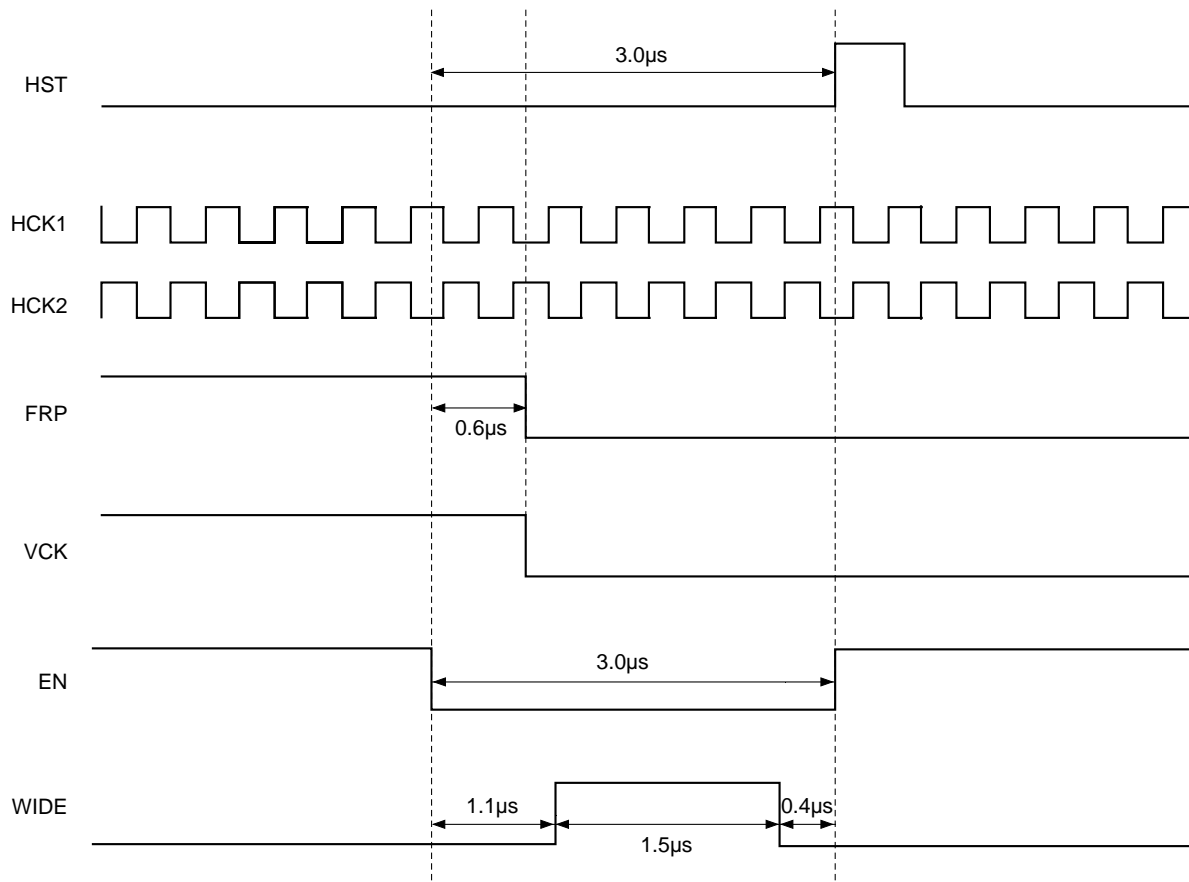 3.0µs
HST
HCK1
HCK2
FRP
0.6µs
VCK
3.0µs
EN
WIDE
1.1µs
0.4µs
1.5µs